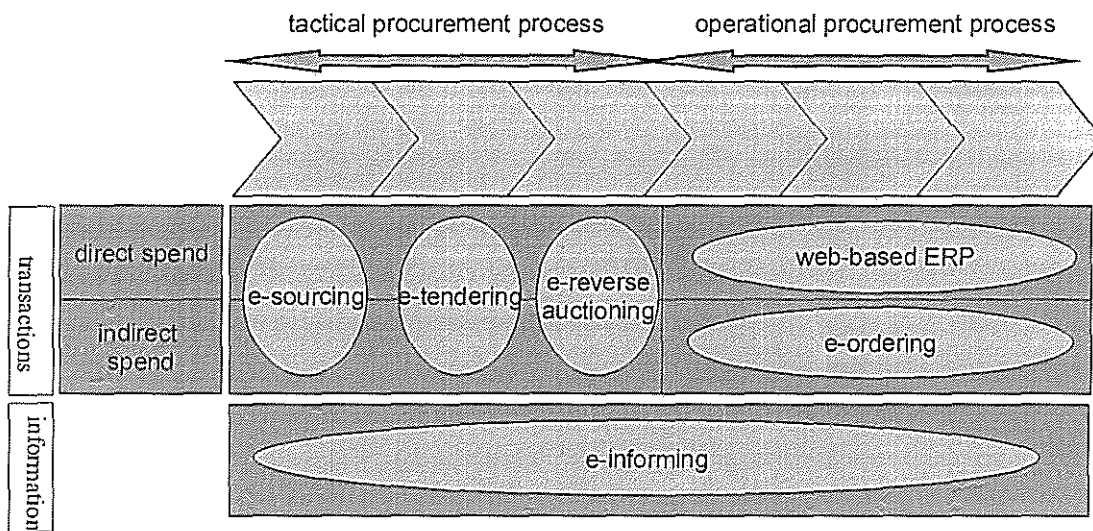 tactical procurement process
operational procurement process
transactions
direct spend
indirect
spend
e-sourcing
e-tendering
e-reverse
auctioning
web-based ERP
e-ordering
information
e-informing